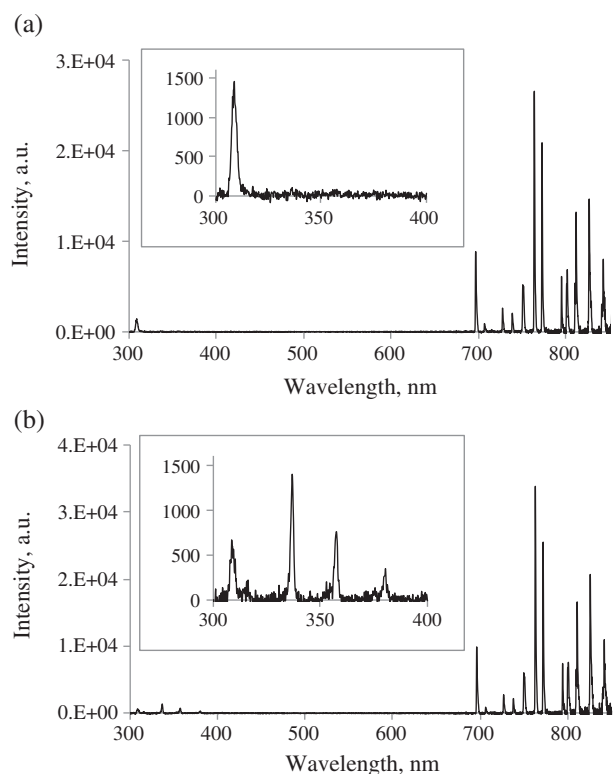 (a)
3.E+04
2.E+04
1.E+04
0.E+00
Intensity, a.u.
1500
1000
500
0
300 350 400
300 400 500 600 700 800
Wavelength, nm
(b)
4.E+04
3.E+04
2.E+04
1.E+04
0.E+00
Intensity, a.u.
1500
1000
500
0
300 350 400
300 400 500 600 700 800
Wavelength, nm